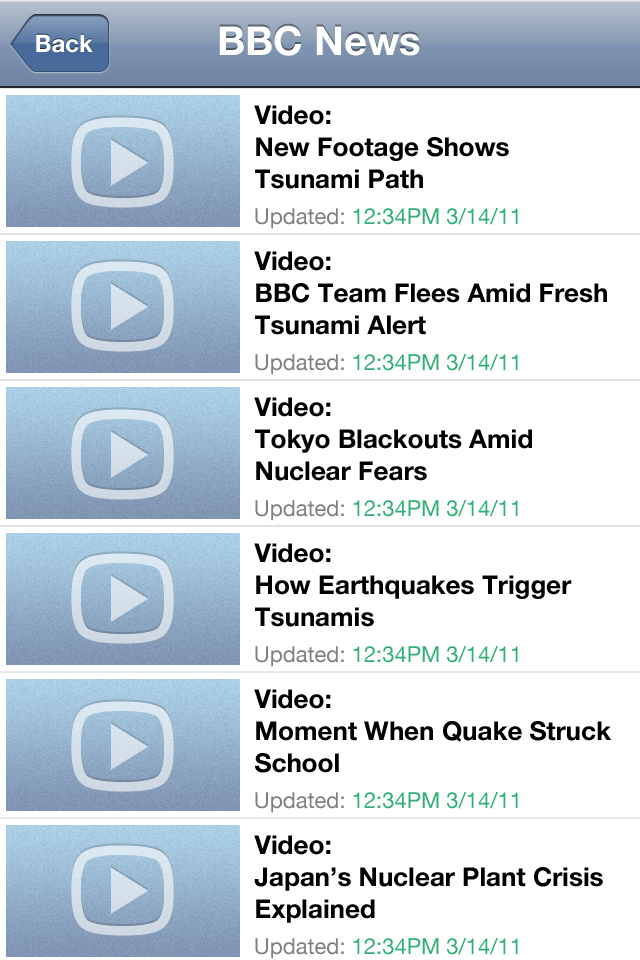 Back
BBC News
Video:
New Footage Shows
Tsunami Path
Updated: 12:34PM 3/14/11
Video:
BBC Team Flees Amid Fresh
Tsunami Alert
Updated: 12:34PM 3/14/11
Video:
Tokyo Blackouts Amid
Nuclear Fears
Updated: 12:34PM 3/14/11
Video:
How Earthquakes Trigger
Tsunamis
Updated: 12:34PM 3/14/11
Video:
Moment When Quake Struck
School
Updated: 12:34PM 3/14/11
Video:
Japan’s Nuclear Plant Crisis
Explained
Updated: 12:34PM 3/14/11